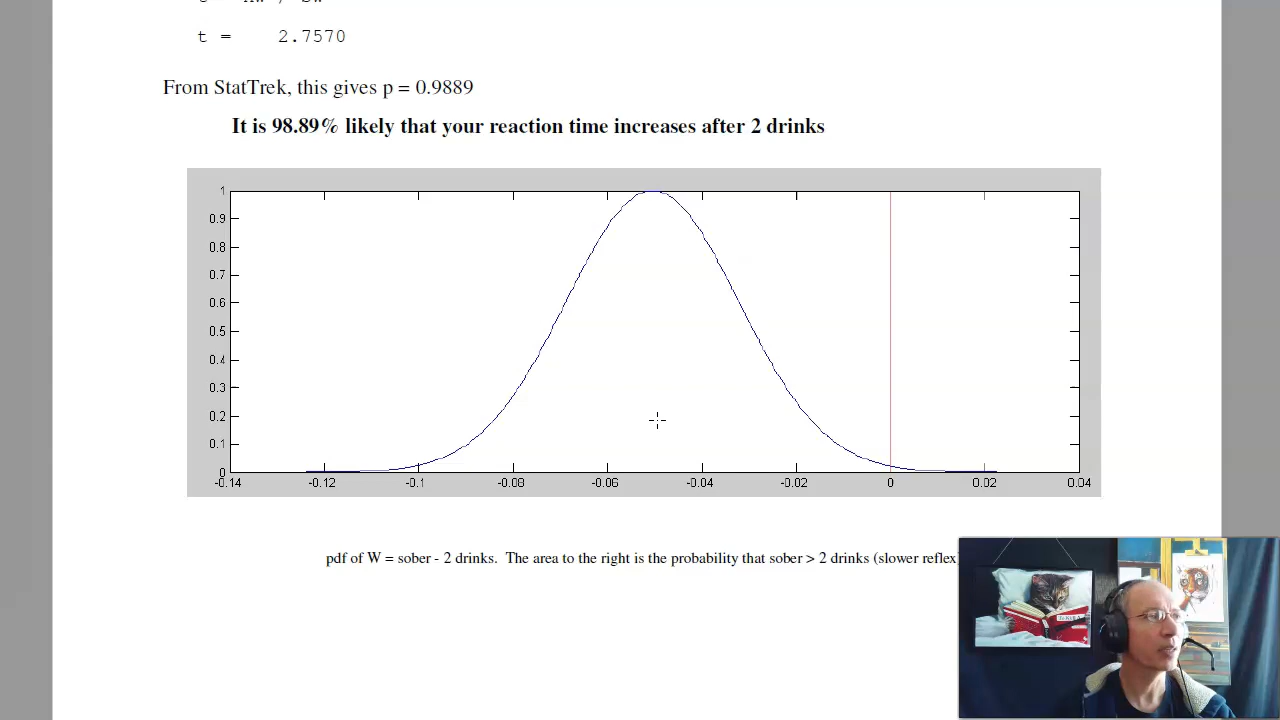 t = 2.7570
From StatTrek, this gives p = 0.9889
It is 98.89% likely that your reaction time increases after 2 drinks
1
0.9
0.8
0.7
0.6
0.5
0.4
0.3
0.2
0.1
0
-0.14 -0.12 -0.1 -0.08 -0.06 -0.04 -0.02 0 0.02 0.04
pdf of W = sober - 2 drinks. The area to the right is the probability that sober > 2 drinks (slower reflex